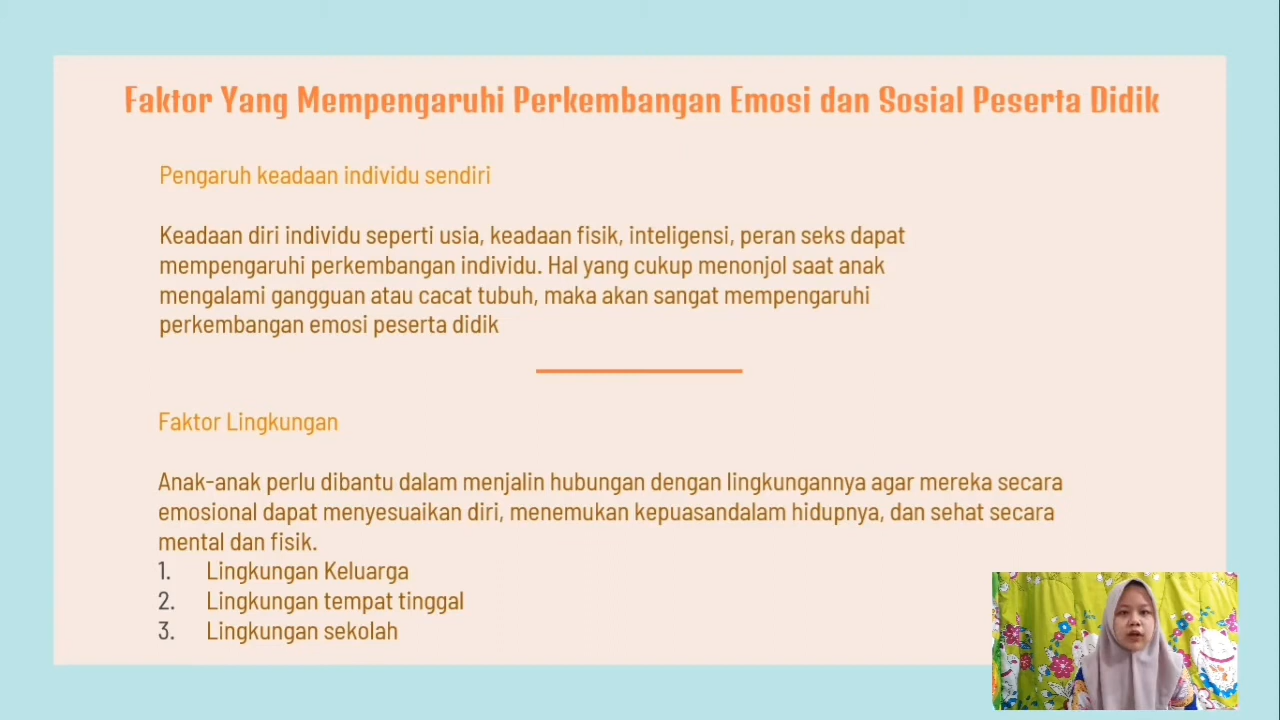 Faktor Yang Mempengaruhi Perkembangan Emosi dan Sosial Peserta Didik
Pengaruh keadaan individu sendiri
Keadaan diri individu seperti usia, keadaan fisik, inteligensi, peran seks dapat
mempengaruhi perkembangan individu. Hal yang cukup menonjol saat anak
mengalami gangguan atau cacat tubuh, maka akan sangat mempengaruhi
perkembangan emosi peserta didik
Faktor Lingkungan
Anak-anak perlu dibantu dalam menjalin hubungan dengan lingkungannya agar mereka secara
emosional dapat menyesuaikan diri, menemukan kepuasandalam hidupnya, dan sehat secara
mental dan fisik.
1. Lingkungan Keluarga
2. Lingkungan tempat tinggal
3. Lingkungan sekolah